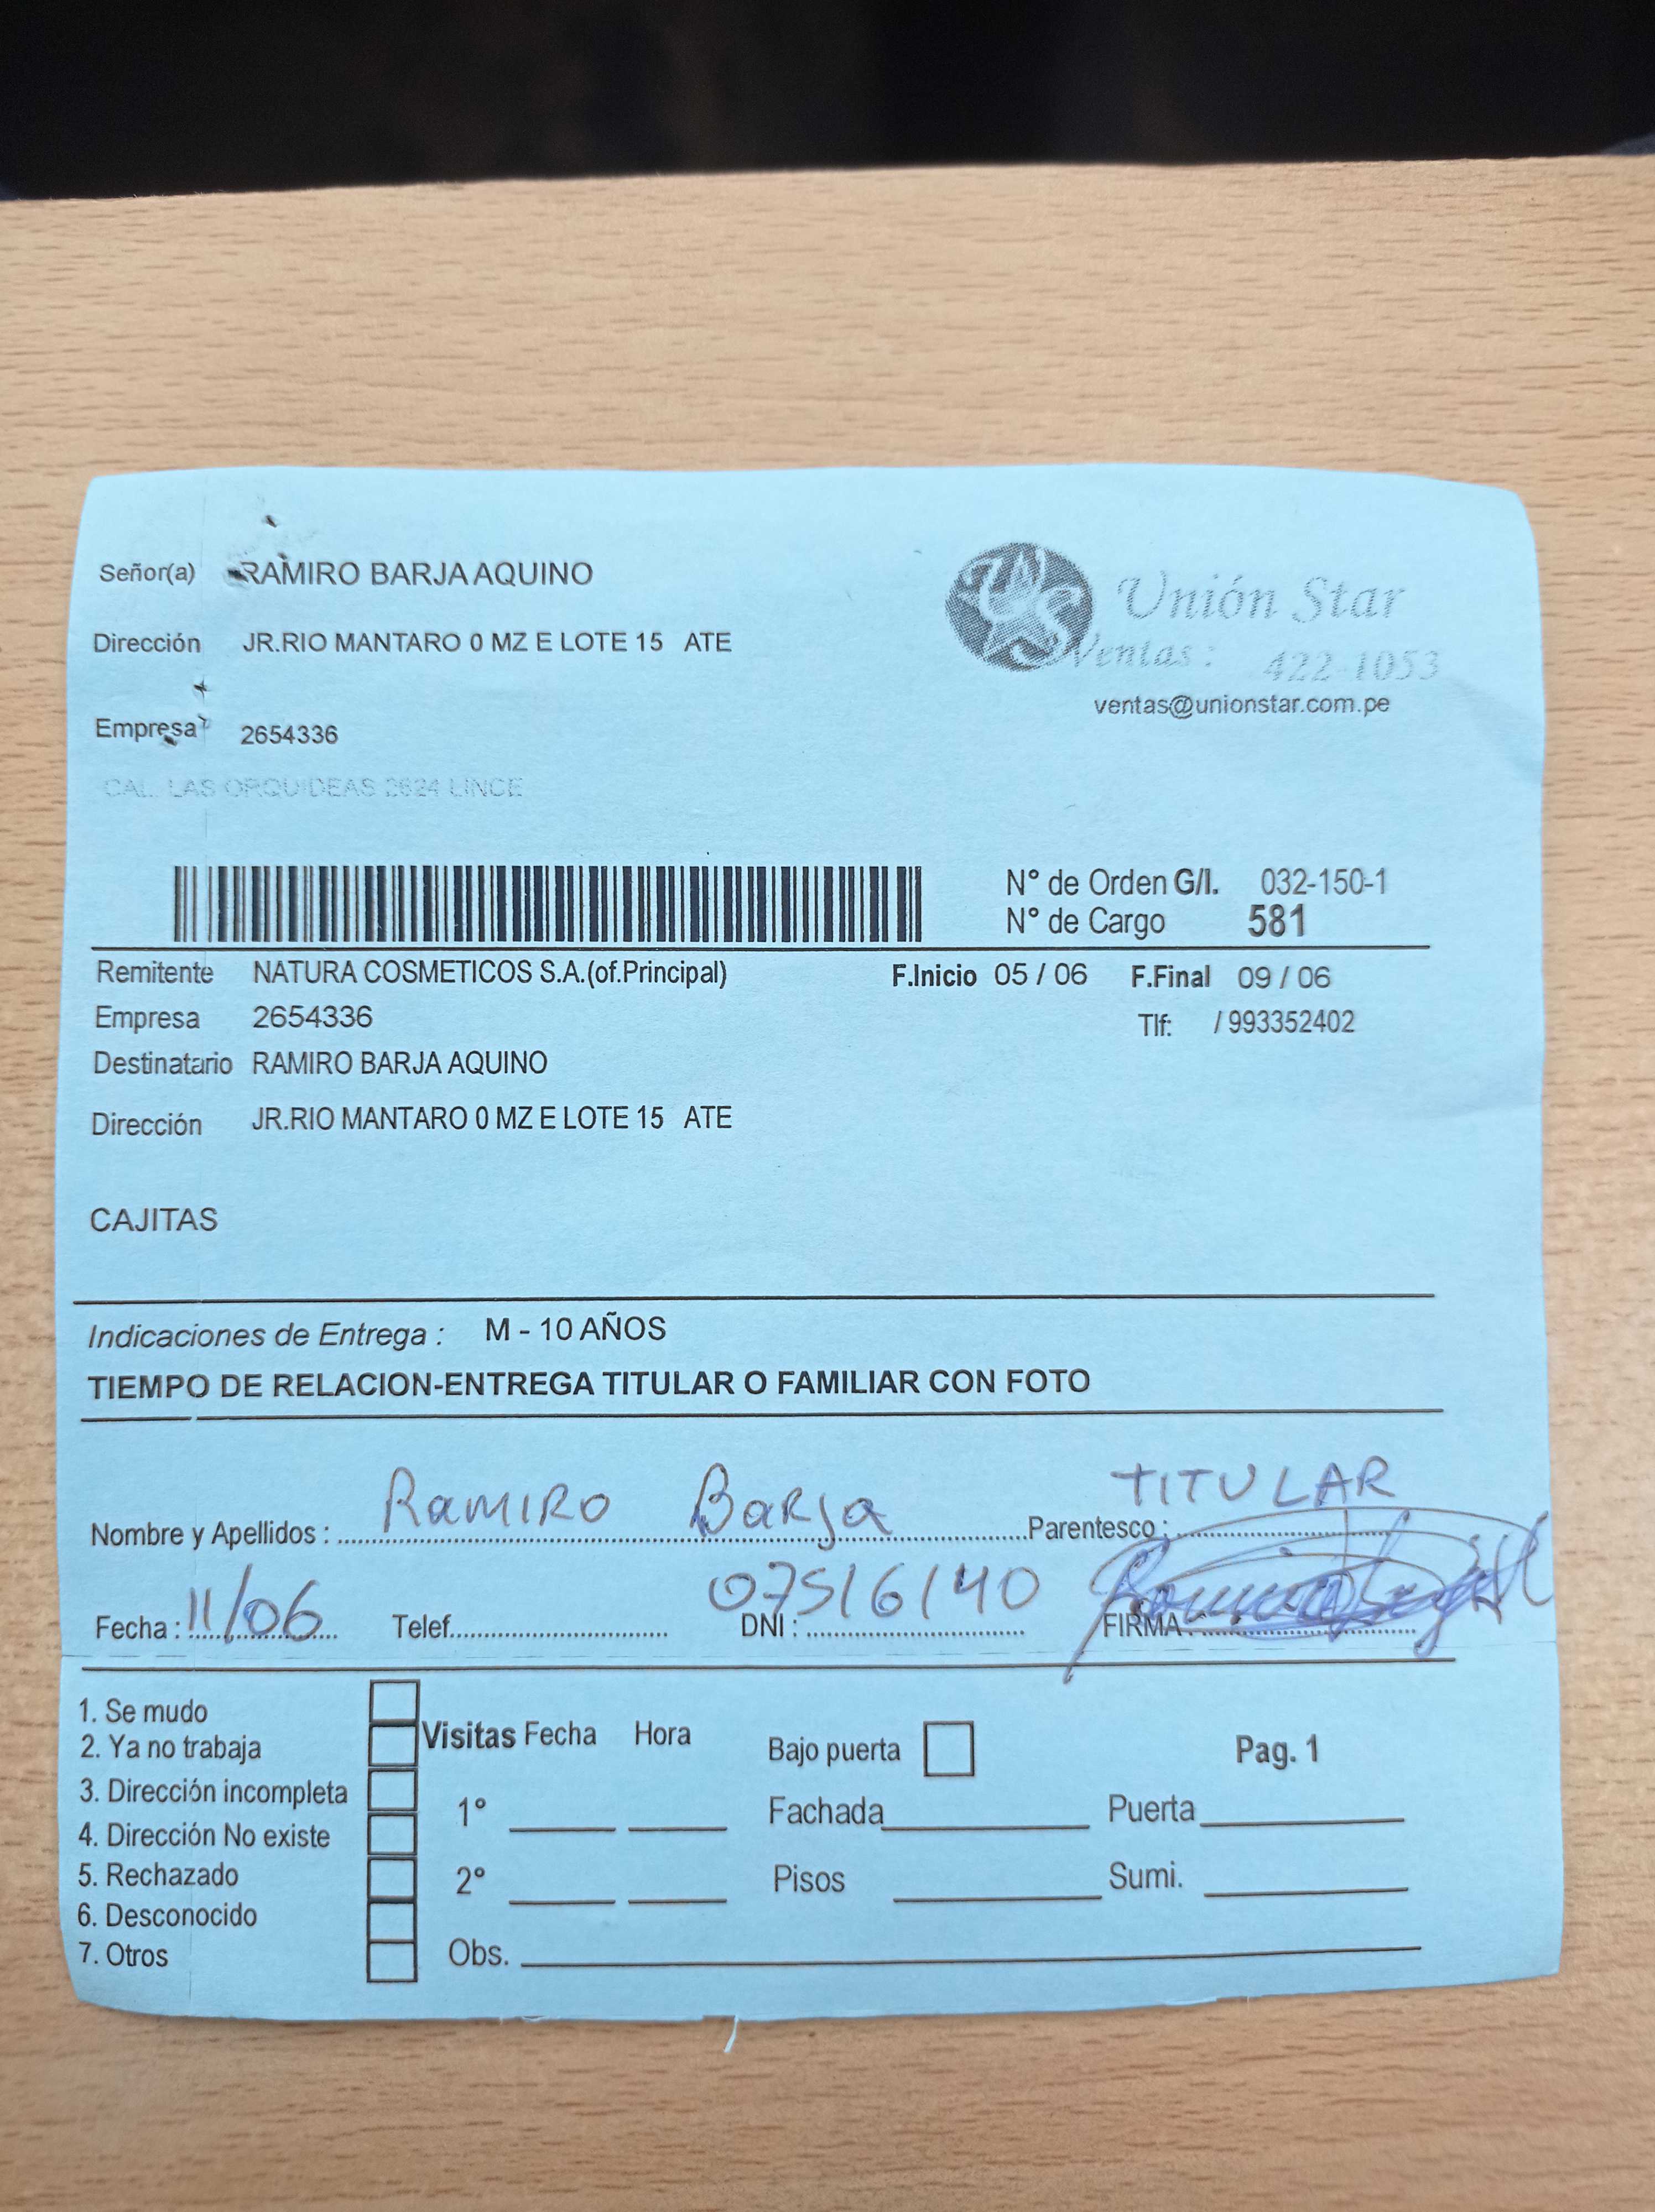 Señor(a) RAMIRO BARJA AQUINO
Unión Star
Dirección JR.RIO MANTARO 0 MZ E LOTE 15 ATE
Ventas: 422-1053
ventas@unionstar.com.pe
Empresa 2654336
CAL. LAS ORQUIDEAS 2624 LINCE
N° de Orden G/I. 032-150-1
N° de Cargo 581
Remitente NATURA COSMETICOS S.A.(of.Principal) F.Inicio 05 / 06 F.Final 09 / 06
Empresa 2654336 Tlf: / 993352402
Destinatario RAMIRO BARJA AQUINO
Dirección JR.RIO MANTARO 0 MZ E LOTE 15 ATE
CAJITAS
Indicaciones de Entrega : M - 10 AÑOS
TIEMPO DE RELACION-ENTREGA TITULAR O FAMILIAR CON FOTO
Nombre y Apellidos : Ramiro Barja Parentesco : TITULAR
Fecha : 11/06 Telef. DNI : 07516140 FIRMA :
1. Se mudo
2. Ya no trabaja
3. Dirección incompleta
4. Dirección No existe
5. Rechazado
6. Desconocido
7. Otros
Visitas Fecha Hora
1°
2°
Obs.
Bajo puerta Pag. 1
Fachada Puerta
Pisos Sumi.